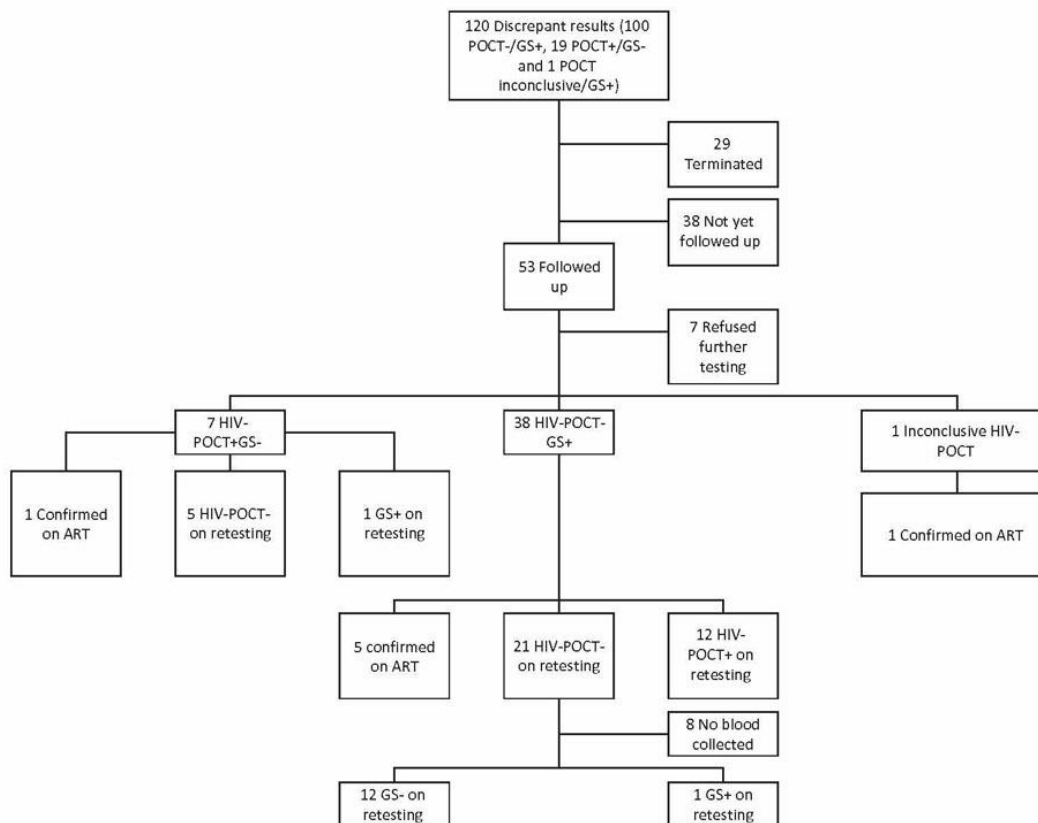 120 Discrepant results (100
POCT-/GS+, 19 POCT+/GS-
and 1 POCT
inconclusive/GS+)
29
Terminated
38 Not yet
followed up
53 Followed
up
7 Refused
further
testing
7 HIV-
POCT+GS-
38 HIV-POCT-
GS+
1 Inconclusive HIV-
POCT
1 Confirmed
on ART
5 HIV-POCT-
on retesting
1 GS+ on
retesting
1 Confirmed on ART
5 confirmed
on ART
21 HIV-POCT-
on retesting
12 HIV-
POCT+ on
retesting
8 No blood
collected
12 GS- on
retesting
1 GS+ on
retesting